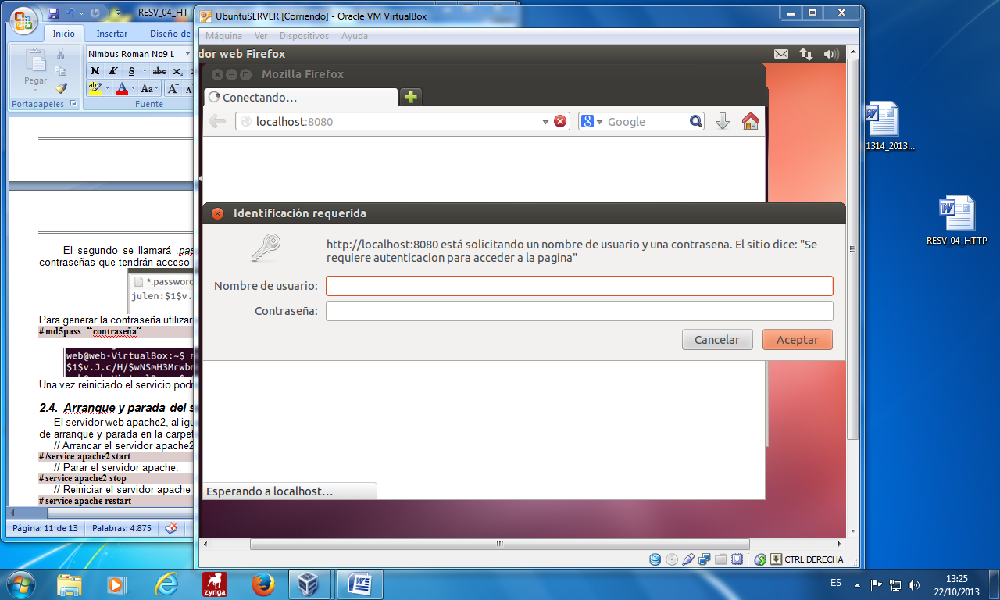 RESV_04_HTT
Inicio
Insertar
Diseño de
Pegar
Portapapeles
Nimbus Roman No9 L
N K S abe x₂
Aa A
Fuente
El segundo se llamará .pas
contraseñas que tendrán acceso
*.password
julen:$1$v.
Para generar la contraseña utilizar
# md5pass “contraseña”
web@web-VirtualBox:~$
$1$v.J.c/H/$wNSmH3Mrwbm
Una vez reiniciado el servicio podr
2.4. Arranque y parada del s
El servidor web apache2, al igu
de arranque y parada en la carpet
// Arrancar el servidor apache2
# /service apache2 start
// Parar el servidor apache:
# service apache2 stop
// Reiniciar el servidor apache
# service apache restart
Página: 11 de 13
Palabras: 4.875
UbuntuSERVER [Corriendo] - Oracle VM VirtualBox
Máquina Ver Dispositivos Ayuda
dor web Firefox
Mozilla Firefox
Conectando…
localhost:8080
Google
Identificación requerida
http://localhost:8080 está solicitando un nombre de usuario y una contraseña. El sitio dice: "Se
requiere autenticacion para acceder a la pagina"
Nombre de usuario:
Contraseña:
Cancelar
Aceptar
Esperando a localhost…
CTRL DERECHA
1314_2013...
RESV_04_HTTP
zynga
ES
13:25
22/10/2013